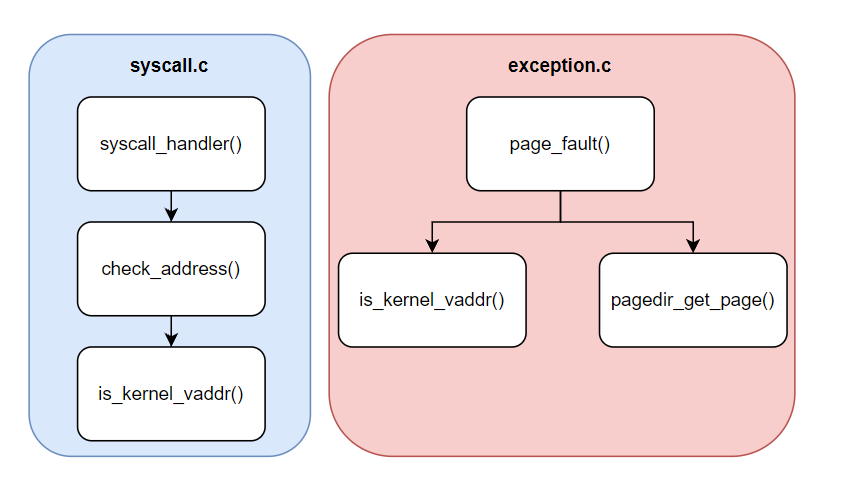 syscall.c
syscall_handler()
check_address()
is_kernel_vaddr()
exception.c
page_fault()
is_kernel_vaddr()
pagedir_get_page()